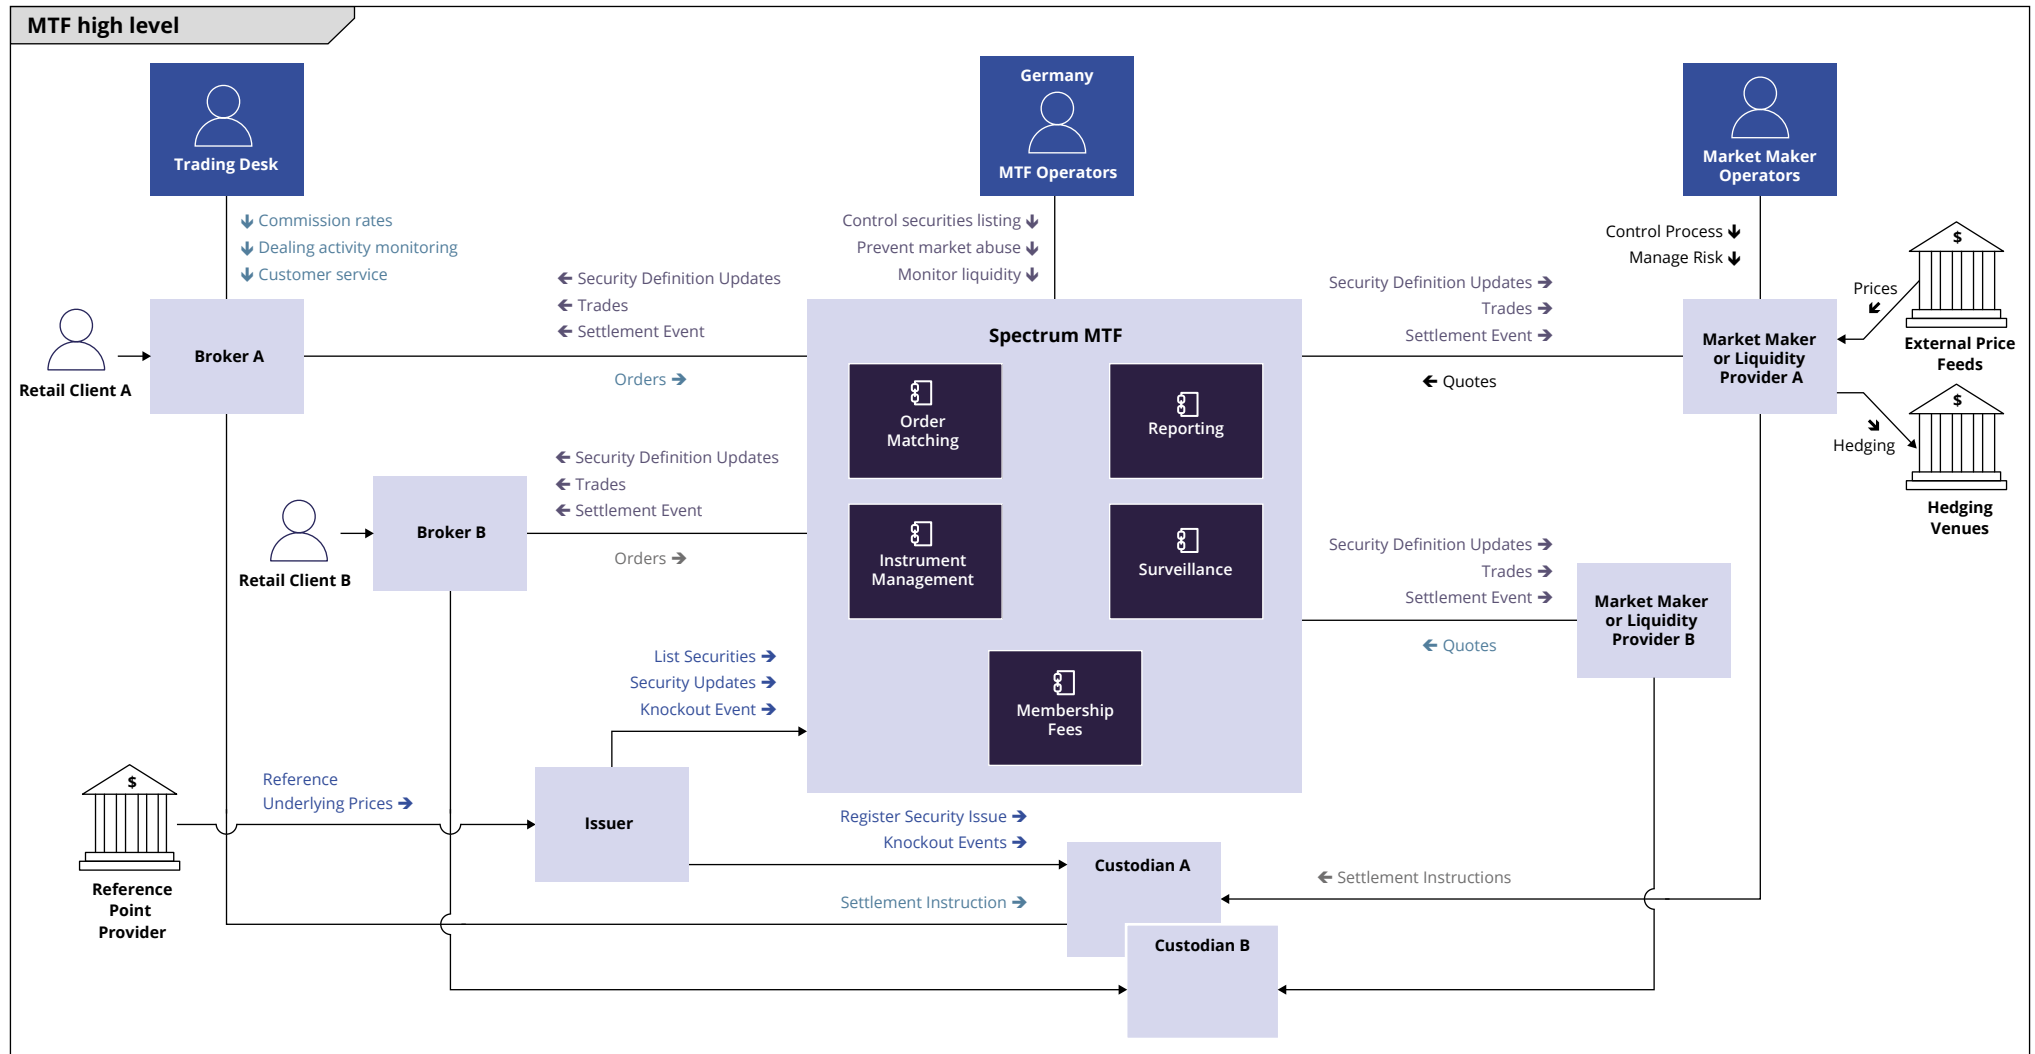 MTF high level
Trading Desk
Germany
MTF Operators
Market Maker
Operators
Commission rates
Dealing activity monitoring
Customer service
Control securities listing
Prevent market abuse
Monitor liquidity
Control Process
Manage Risk
$
Prices
External Price
Feeds
Security Definition Updates
Trades
Settlement Event
Orders
Retail Client A
Broker A
Spectrum MTF
Order
Matching
Reporting
Instrument
Management
Surveillance
Membership
Fees
Security Definition Updates
Trades
Settlement Event
Quotes
Market Maker
or Liquidity
Provider A
$
Hedging
Hedging
Venues
Security Definition Updates
Trades
Settlement Event
Orders
Retail Client B
Broker B
Security Definition Updates
Trades
Settlement Event
Quotes
Market Maker
or Liquidity
Provider B
List Securities
Security Updates
Knockout Event
$
Reference
Point
Provider
Reference
Underlying Prices
Issuer
Register Security Issue
Knockout Events
Settlement Instruction
Custodian A
Settlement Instructions
Custodian B